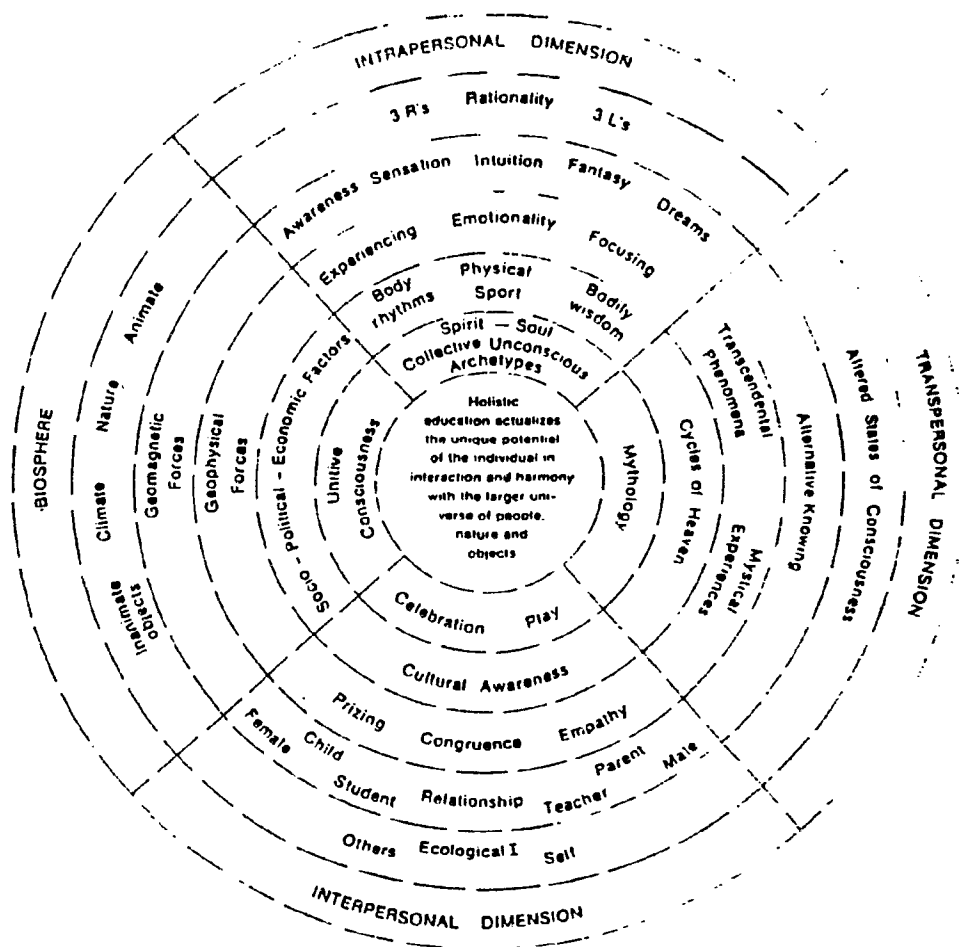 INTRAPERSONAL DIMENSION
3 R's Rationality 3 L's
Awareness Sensation Intuition Fantasy Dreams
Experiencing Emotionality Focusing
Body rhythms
Physical Sport
Bodily wisdom
Spirit - Soul
Collective Unconscious
Archetypes
TRANSPERSONAL DIMENSION
Altered States of Consciousness
Alternative Knowing
Transcendental
Phenomena
Mystical
Experiences
Cycles of Heaven
Mythology
Holistic
education actualizes
the unique potential
of the individual in
interaction and harmony
with the larger uni-
verse of people,
nature and
objects
BIOSPHERE
Inanimate objects
Climate Nature Animate
Geomagnetic
Forces
Geophysical
Forces
Socio - Political - Economic Factors
Unitive
Consciousness
Celebration Play
Cultural Awareness
Prizing Congruence Empathy
Female Child
Parent Male
Student Relationship Teacher
Others Ecological I Self
INTERPERSONAL DIMENSION